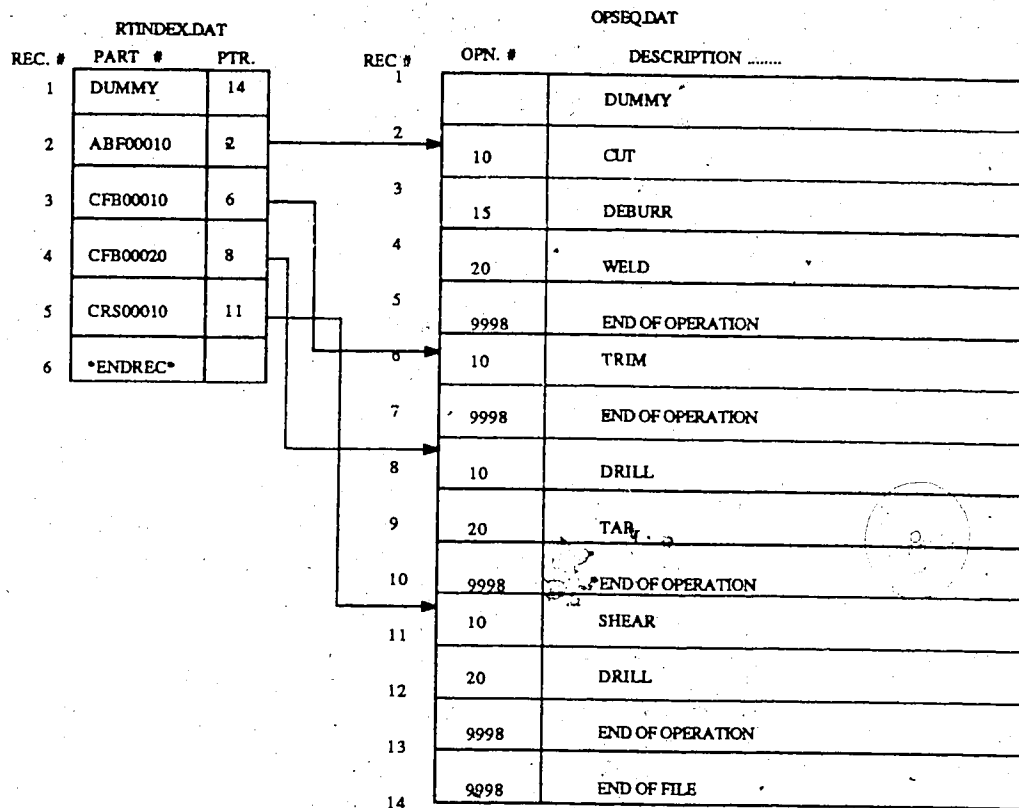 RTINDEX.DAT
REC. # PART # PTR.
1 DUMMY 14
2 ABF00010 2
3 CFB00010 6
4 CFB00020 8
5 CRS00010 11
6 *ENDREC*
OPSEQ.DAT
REC # OPN. # DESCRIPTION ........
1 DUMMY
2 10 CUT
3 15 DEBURR
4 20 WELD
5 9998 END OF OPERATION
6 10 TRIM
7 9998 END OF OPERATION
8 10 DRILL
9 20 TAP
10 9998 END OF OPERATION
11 10 SHEAR
12 20 DRILL
13 9998 END OF OPERATION
14 9998 END OF FILE